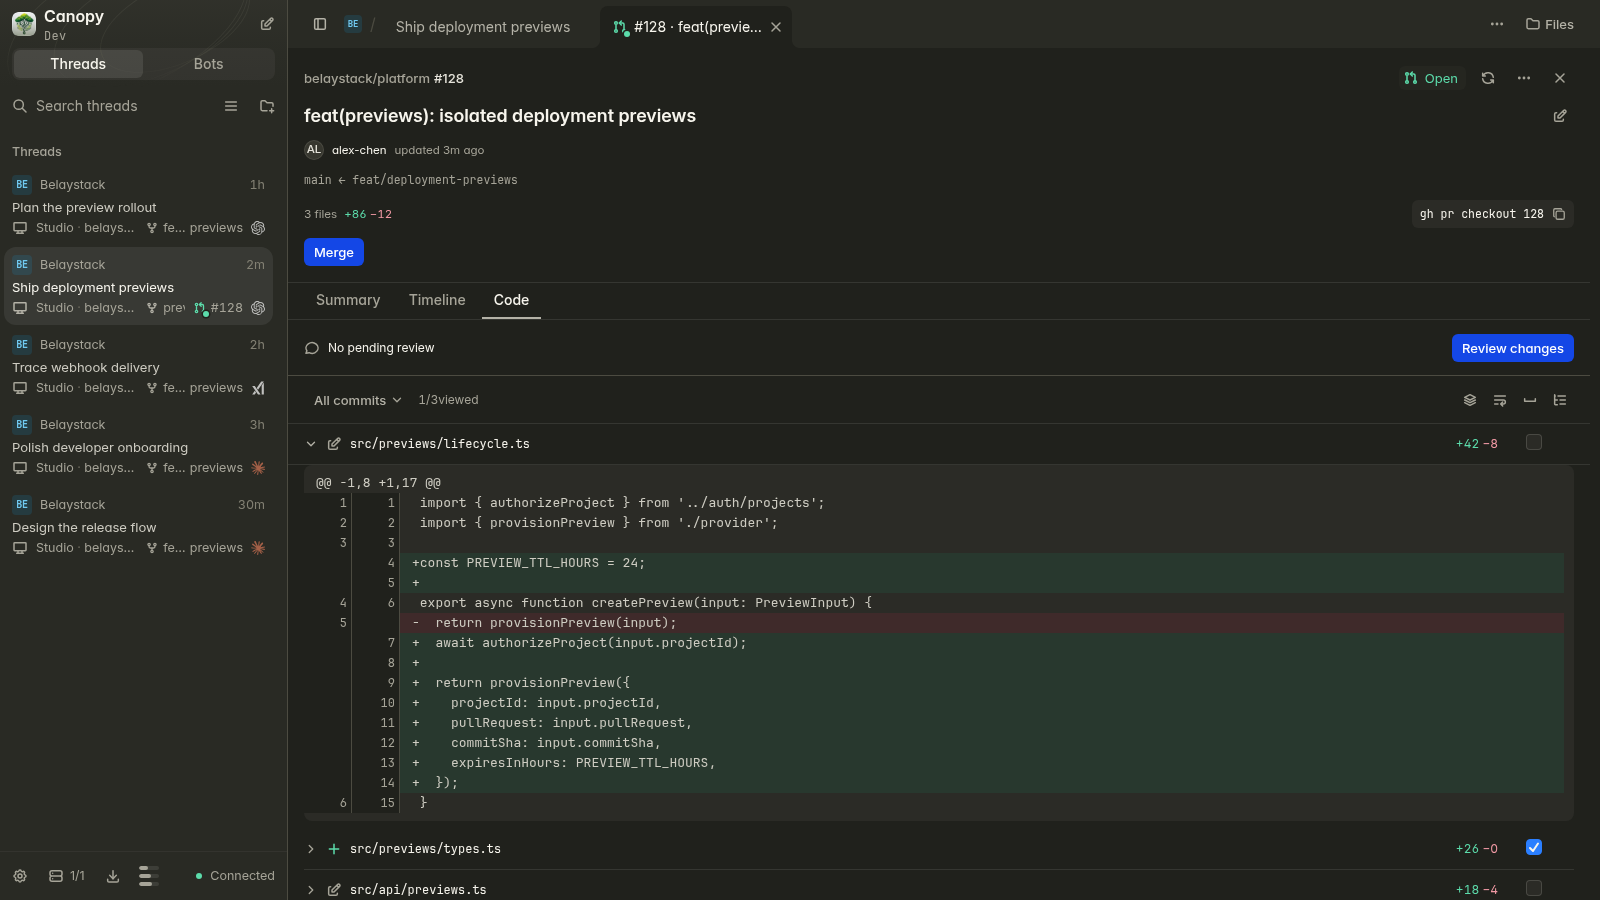 Canopy
Dev
Threads
Bots
Search threads
Threads
BE Belaystack 1h
Plan the preview rollout
Studio · belays... fe... previews
BE Belaystack 2m
Ship deployment previews
Studio · belays... #128
BE Belaystack 2h
Trace webhook delivery
Studio · belays... fe... previews
BE Belaystack 3h
Polish developer onboarding
Studio · belays... fe... previews
BE Belaystack 30m
Design the release flow
Studio · belays... fe... previews
1/1
Connected
BE / Ship deployment previews
#128 · feat(previe...
Files
belaystack/platform #128
Open
feat(previews): isolated deployment previews
AL alex-chen updated 3m ago
main ← feat/deployment-previews
3 files +86 −12
gh pr checkout 128
Merge
Summary Timeline Code
No pending review
Review changes
All commits 1/3viewed
src/previews/lifecycle.ts +42 −8
@@ -1,8 +1,17 @@
1 1 import { authorizeProject } from '../auth/projects';
2 2 import { provisionPreview } from './provider';
3 3
4 +const PREVIEW_TTL_HOURS = 24;
5 +
4 6 export async function createPreview(input: PreviewInput) {
5 - return provisionPreview(input);
7 + await authorizeProject(input.projectId);
8 +
9 + return provisionPreview({
10 + projectId: input.projectId,
11 + pullRequest: input.pullRequest,
12 + commitSha: input.commitSha,
13 + expiresInHours: PREVIEW_TTL_HOURS,
14 + });
6 15 }
src/previews/types.ts +26 −0
src/api/previews.ts +18 −4